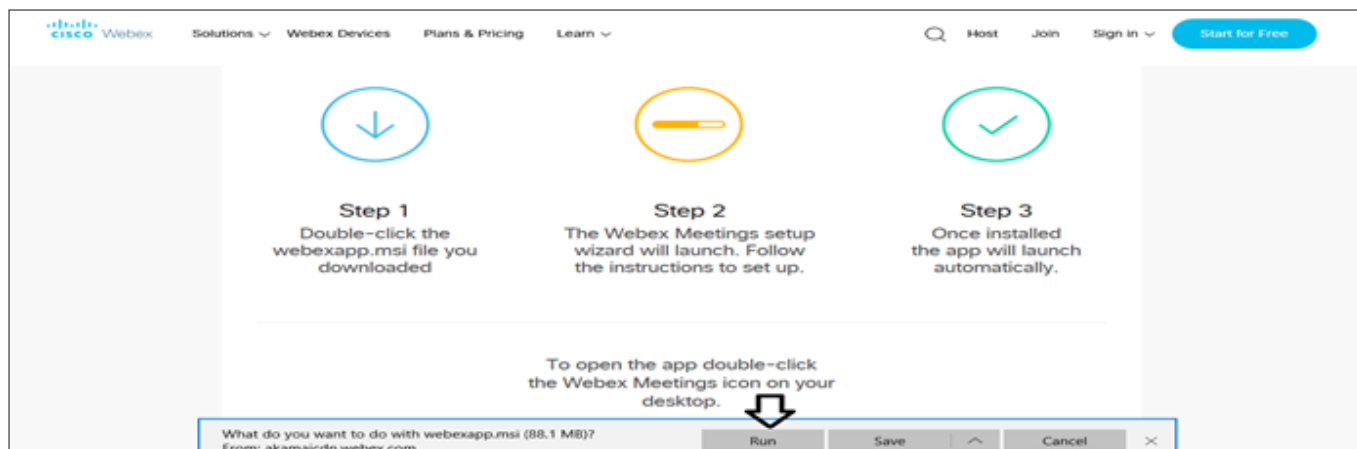 CISCO Webex Solutions Webex Devices Plans & Pricing Learn Host Join Sign in Start for Free
Step 1
Double-click the
webexapp.msi file you
downloaded
Step 2
The Webex Meetings setup
wizard will launch. Follow
the instructions to set up.
Step 3
Once installed
the app will launch
automatically.
To open the app double-click
the Webex Meetings icon on your
desktop.
What do you want to do with webexapp.msi (88.1 MB)?
From: akamaicdn.webex.com
Run Save Cancel